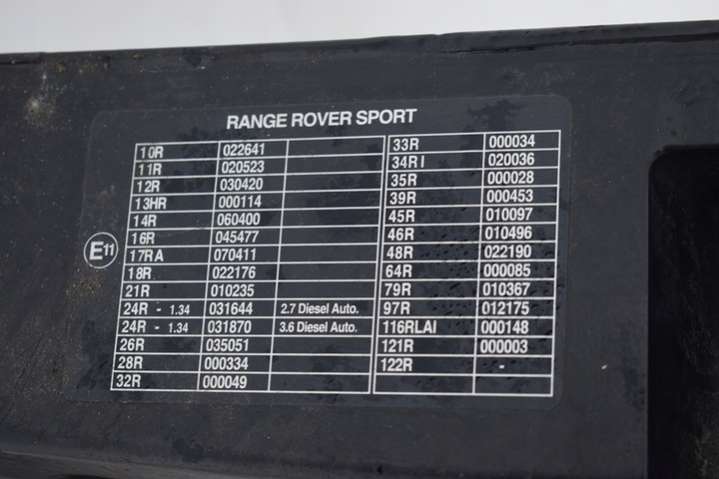 RANGE ROVER SPORT
10R 022641
11R 020523
12R 030420
13HR 000114
14R 060400
16R 045477
17RA 070411
18R 022176
21R 010235
24R - 1.34 031644 2.7 Diesel Auto.
24R - 1.34 031870 3.6 Diesel Auto.
26R 035051
28R 000334
32R 000049
33R 000034
34RI 020036
35R 000028
39R 000453
45R 010097
46R 010496
48R 022190
64R 000085
79R 010367
97R 012175
116RLAI 000148
121R 000003
122R -
E11